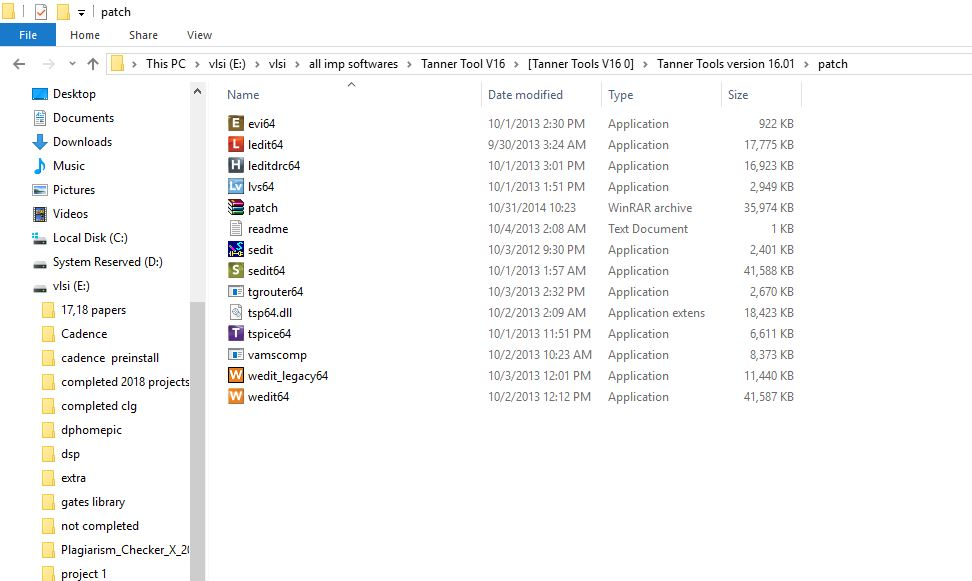 patch
File Home Share View
This PC vlsi (E:) vlsi all imp softwares Tanner Tool V16 [Tanner Tools V16 0] Tanner Tools version 16.01 patch
Desktop
Documents
Downloads
Music
Pictures
Videos
Local Disk (C:)
System Reserved (D:)
vlsi (E:)
17,18 papers
Cadence
cadence preinstall
completed 2018 projects
completed clg
dphomepic
dsp
extra
gates library
not completed
Plagiarism_Checker_X_20
project 1
Name Date modified Type Size
E evi64 10/1/2013 2:30 PM Application 922 KB
L ledit64 9/30/2013 3:24 AM Application 17,775 KB
H leditdrc64 10/1/2013 3:01 PM Application 16,923 KB
Lv lvs64 10/1/2013 1:51 PM Application 2,949 KB
patch 10/31/2014 10:23 WinRAR archive 35,974 KB
readme 10/4/2013 2:08 AM Text Document 1 KB
sedit 10/3/2012 9:30 PM Application 2,401 KB
S sedit64 10/1/2013 1:57 AM Application 41,588 KB
tgrouter64 10/3/2013 2:32 PM Application 2,670 KB
tsp64.dll 10/2/2013 2:09 AM Application extens 18,423 KB
T tspice64 10/1/2013 11:51 PM Application 6,611 KB
vamscomp 10/2/2013 10:23 AM Application 8,373 KB
W wedit_legacy64 10/3/2013 12:01 PM Application 11,440 KB
W wedit64 10/2/2013 12:12 PM Application 41,587 KB